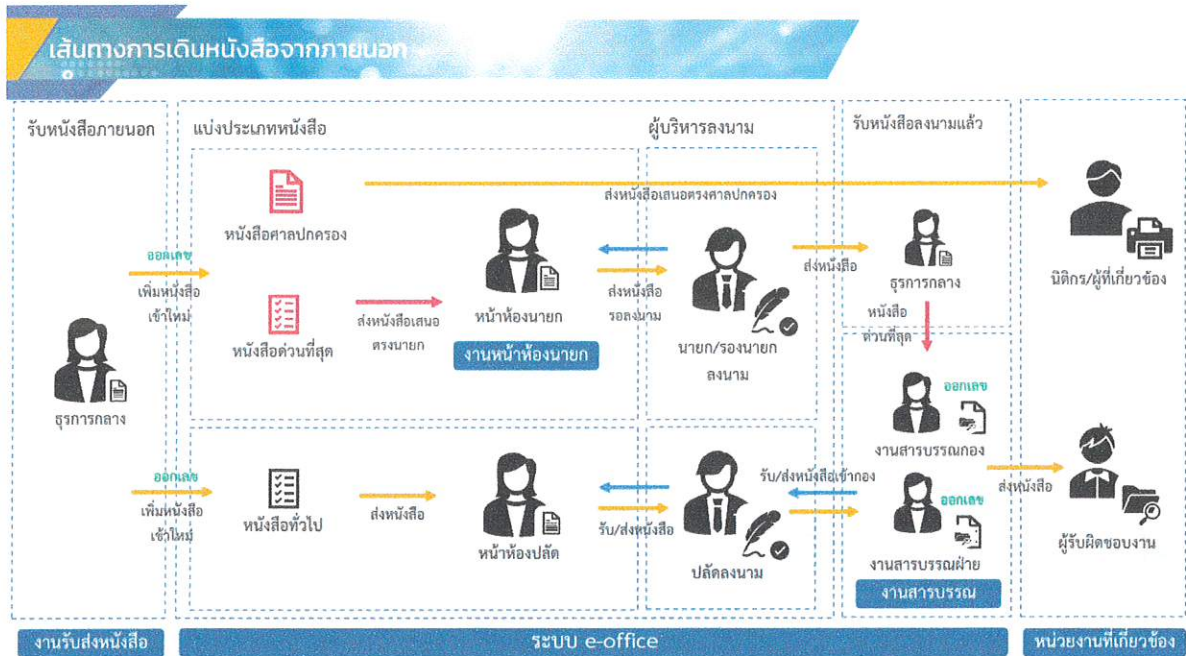 เส้นทางการเดินหนังสือจากภายนอก
รับหนังสือภายนอก
แบ่งประเภทหนังสือ
ผู้บริหารลงนาม
รับหนังสือลงนามแล้ว
ส่งหนังสือเสนอตรงศาลปกครอง
หนังสือศาลปกครอง
ออกเลข
เพิ่มหนังสือ
เข้าใหม่
ส่งหนังสือเสนอ
ตรงนายก
หนังสือด่วนที่สุด
หน้าห้องนายก
งานหน้าห้องนายก
ส่งหนังสือ
รอลงนาม
นายก/รองนายก
ลงนาม
ส่งหนังสือ
ธุรการกลาง
หนังสือ
ด่วนที่สุด
นิติกร/ผู้ที่เกี่ยวข้อง
ธุรการกลาง
ออกเลข
งานสารบรรณกอง
ออกเลข
เพิ่มหนังสือ
เข้าใหม่
หนังสือทั่วไป
ส่งหนังสือ
หน้าห้องปลัด
รับ/ส่งหนังสือ
ปลัดลงนาม
รับ/ส่งหนังสือเข้ากอง
ออกเลข
งานสารบรรณฝ่าย
งานสารบรรณ
ส่งหนังสือ
ผู้รับผิดชอบงาน
งานรับส่งหนังสือ
ระบบ e-office
หน่วยงานที่เกี่ยวข้อง